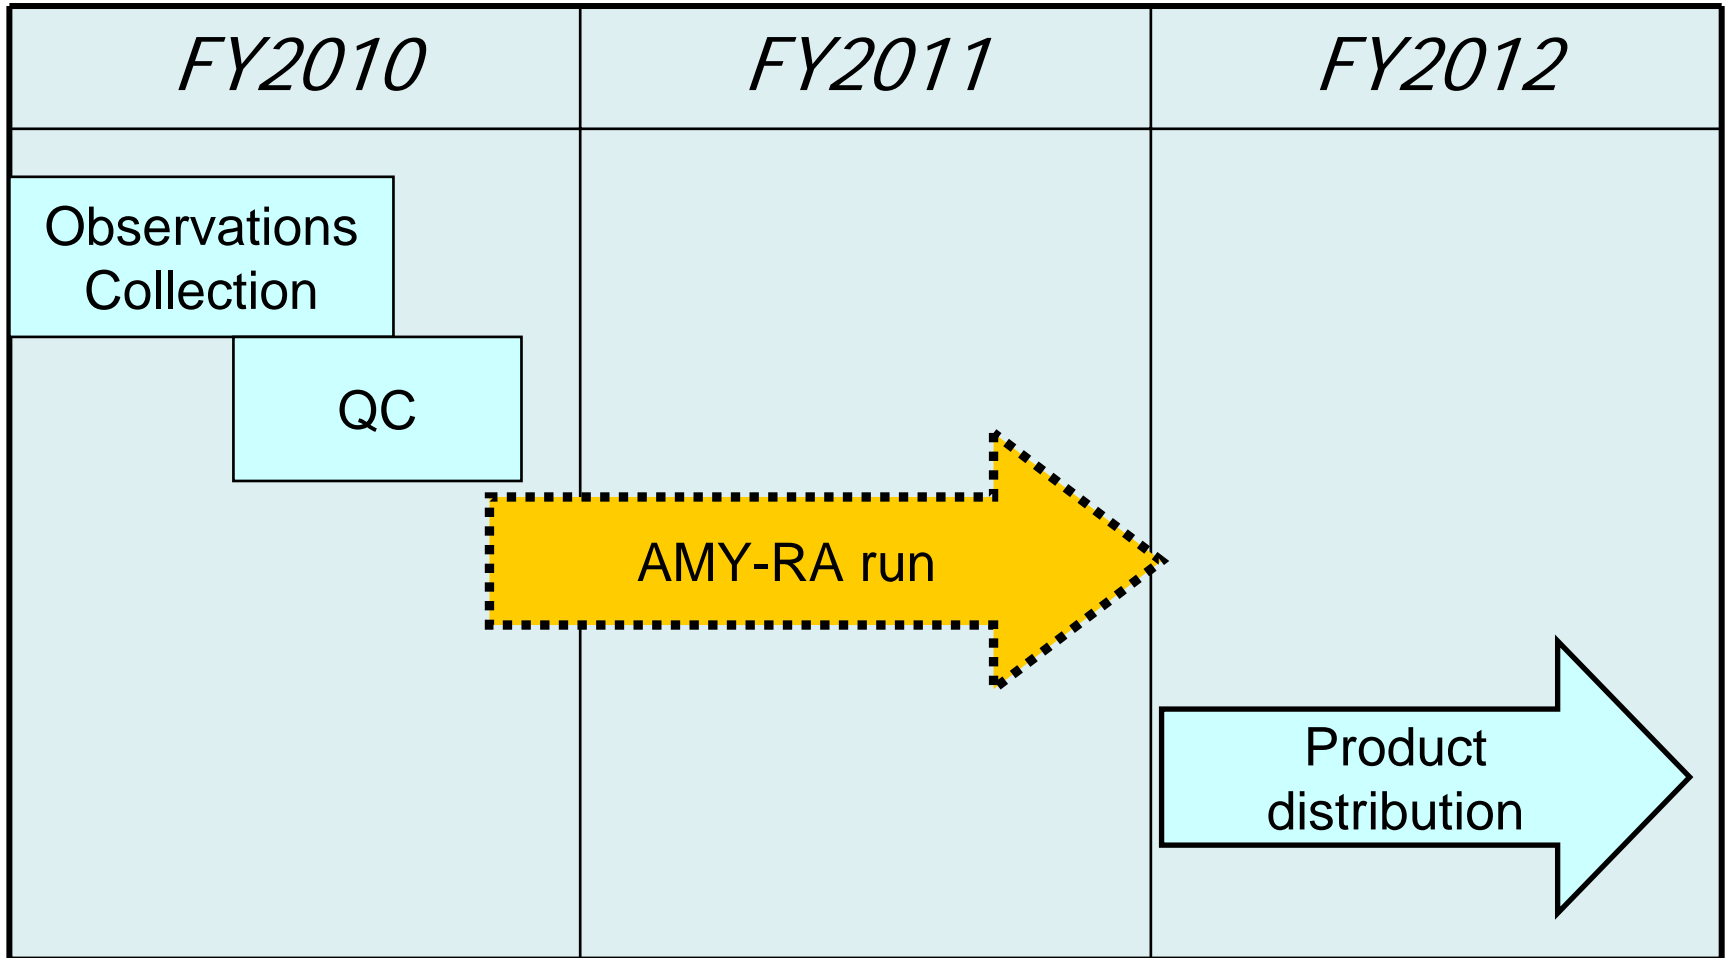 FY2010
FY2011
FY2012
Observations
Collection
QC
AMY-RA run
Product
distribution